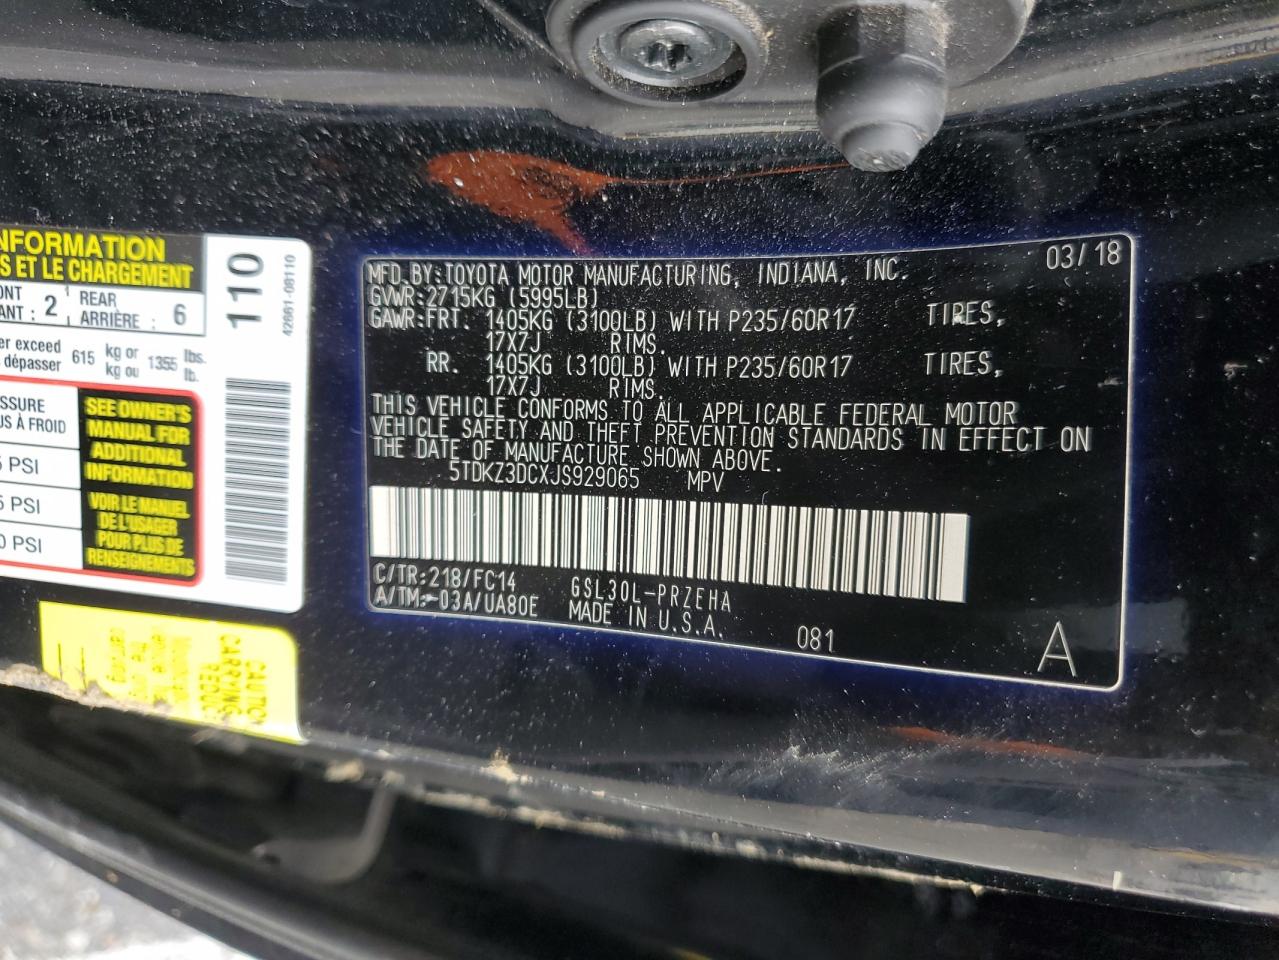 NFORMATION
S ET LE CHARGEMENT
ONT
ANT : 2 REAR
ARRIÈRE : 6
er exceed
dépasser 615 kg or
kg ou 1355 lbs.
lb.
SSURE
US À FROID
5 PSI
5 PSI
0 PSI
SEE OWNER'S
MANUAL FOR
ADDITIONAL
INFORMATION
VOIR LE MANUEL
DE L'USAGER
POUR PLUS DE
RENSEIGNEMENTS
110
42661-08110
CAUTION
CARRYING
REDUCE
MFD.BY:TOYOTA MOTOR MANUFACTURING, INDIANA, INC. 03/18
GVWR:2715KG (5995LB)
GAWR:FRT. 1405KG (3100LB) WITH P235/60R17 TIRES,
17X7J RIMS.
RR. 1405KG (3100LB) WITH P235/60R17 TIRES,
17X7J RIMS.
THIS VEHICLE CONFORMS TO ALL APPLICABLE FEDERAL MOTOR
VEHICLE SAFETY AND THEFT PREVENTION STANDARDS IN EFFECT ON
THE DATE OF MANUFACTURE SHOWN ABOVE.
5TDKZ3DCXJS929065 MPV
C/TR:218/FC14 GSL30L-PRZEHA
A/TM:-03A/UA80E MADE IN U.S.A. 081
A